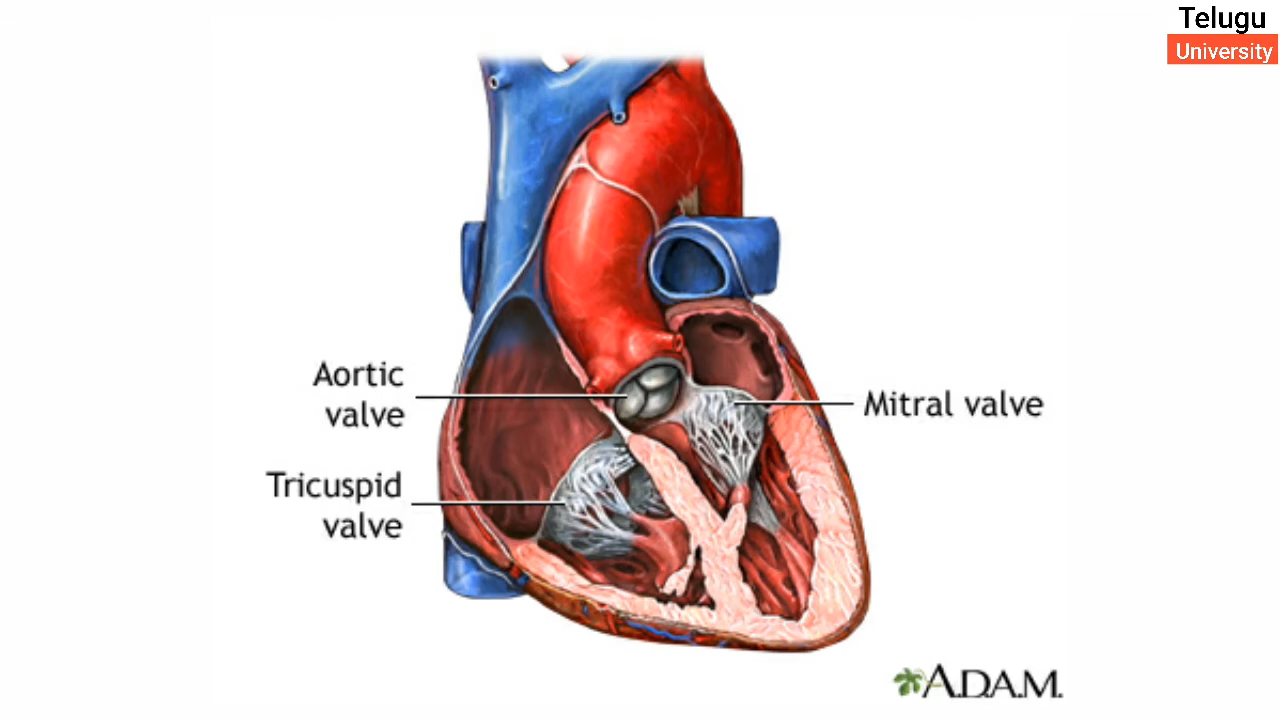 Telugu
University
Aortic
valve
Mitral valve
Tricuspid
valve
A.D.A.M.